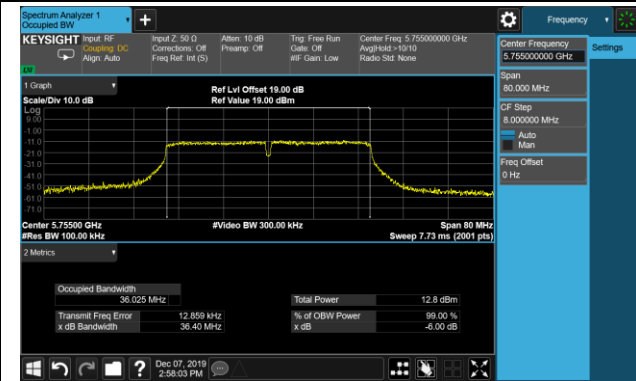 Spectrum Analyzer 1
Occupied BW
+
Frequency
KEYSIGHT
Input: RF
Coupling: DC
Align: Auto
Input Z: 50 Ω
Corrections: Off
Freq Ref: Int (S)
Atten: 10 dB
Preamp: Off
Trig: Free Run
Gate: Off
#IF Gain: Low
Center Freq: 5.755000000 GHz
Avg|Hold:>10/10
Radio Std: None
Center Frequency
5.755000000 GHz
Settings
Span
80.000 MHz
CF Step
8.000000 MHz
Auto
Man
Freq Offset
0 Hz
LV
1 Graph
Scale/Div 10.0 dB
Ref Lvl Offset 19.00 dB
Ref Value 19.00 dBm
Log
9.00
-1.00
-11.0
-21.0
-31.0
-41.0
-51.0
-61.0
-71.0
Center 5.75500 GHz
#Video BW 300.00 kHz
Span 80 MHz
#Res BW 100.00 kHz
Sweep 7.73 ms (2001 pts)
2 Metrics
Occupied Bandwidth
36.025 MHz
Total Power 12.8 dBm
Transmit Freq Error 12.859 kHz
% of OBW Power 99.00 %
x dB Bandwidth 36.40 MHz
x dB -6.00 dB
?
Dec 07, 2019
2:58:03 PM